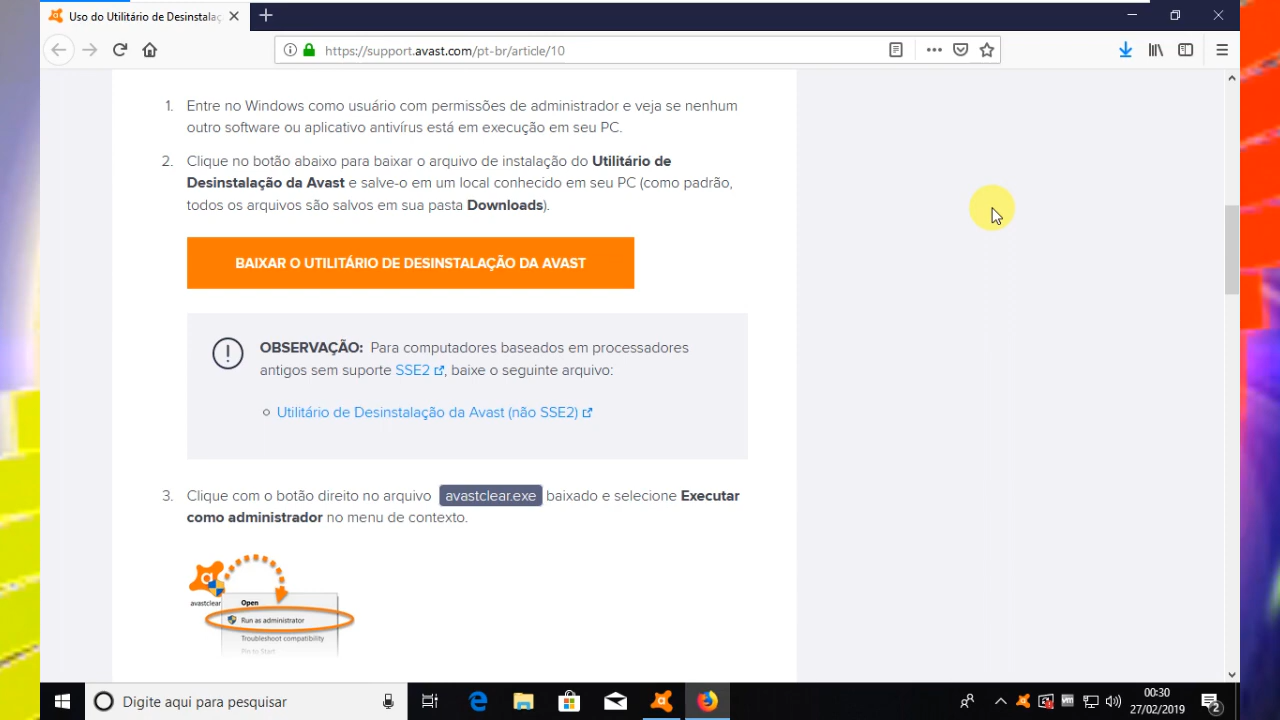 Uso do Utilitário de Desinstalaç
https://support.avast.com/pt-br/article/10
1. Entre no Windows como usuário com permissões de administrador e veja se nenhum
outro software ou aplicativo antivírus está em execução em seu PC.
2. Clique no botão abaixo para baixar o arquivo de instalação do Utilitário de
Desinstalação da Avast e salve-o em um local conhecido em seu PC (como padrão,
todos os arquivos são salvos em sua pasta Downloads).
BAIXAR O UTILITÁRIO DE DESINSTALAÇÃO DA AVAST
OBSERVAÇÃO: Para computadores baseados em processadores
antigos sem suporte SSE2, baixe o seguinte arquivo:
Utilitário de Desinstalação da Avast (não SSE2)
3. Clique com o botão direito no arquivo avastclear.exe baixado e selecione Executar
como administrador no menu de contexto.
avastclear
Open
Run as administrator
Troubleshoot compatibility
Pin to Start
Digite aqui para pesquisar
00:30
27/02/2019
2